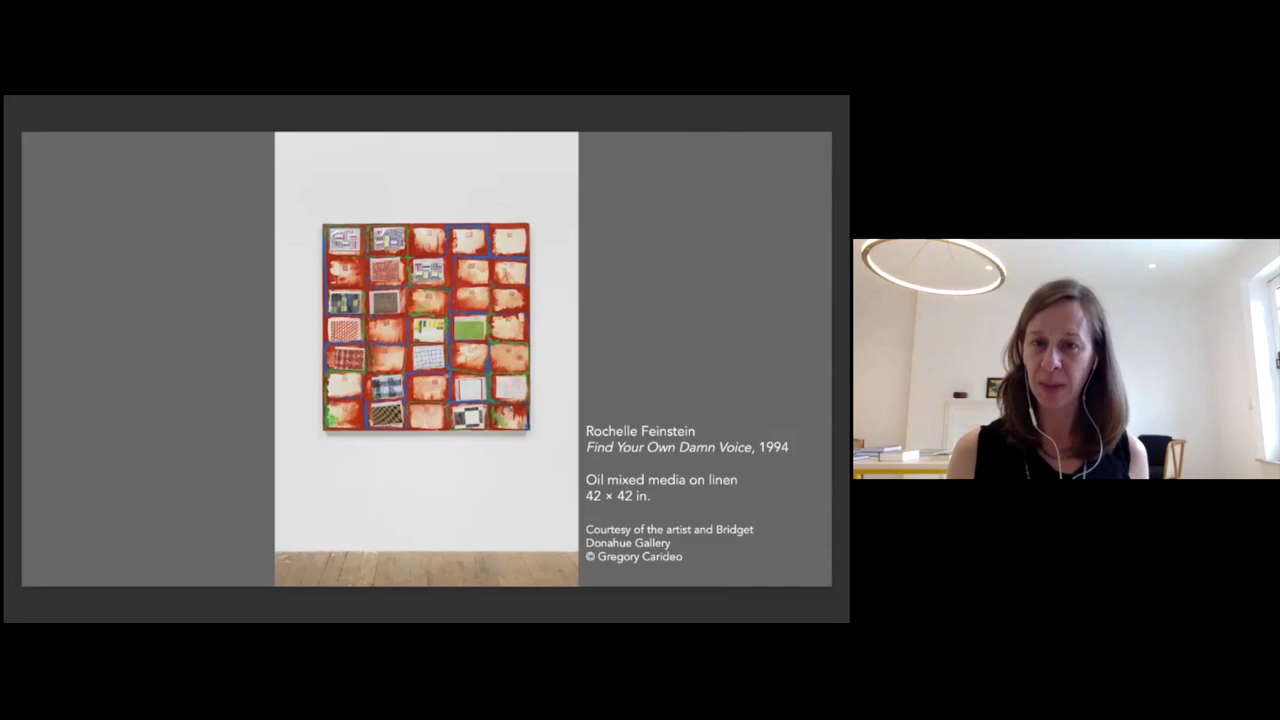 Rochelle Feinstein
Find Your Own Damn Voice, 1994
Oil mixed media on linen
42 × 42 in.
Courtesy of the artist and Bridget
Donahue Gallery
© Gregory Carideo